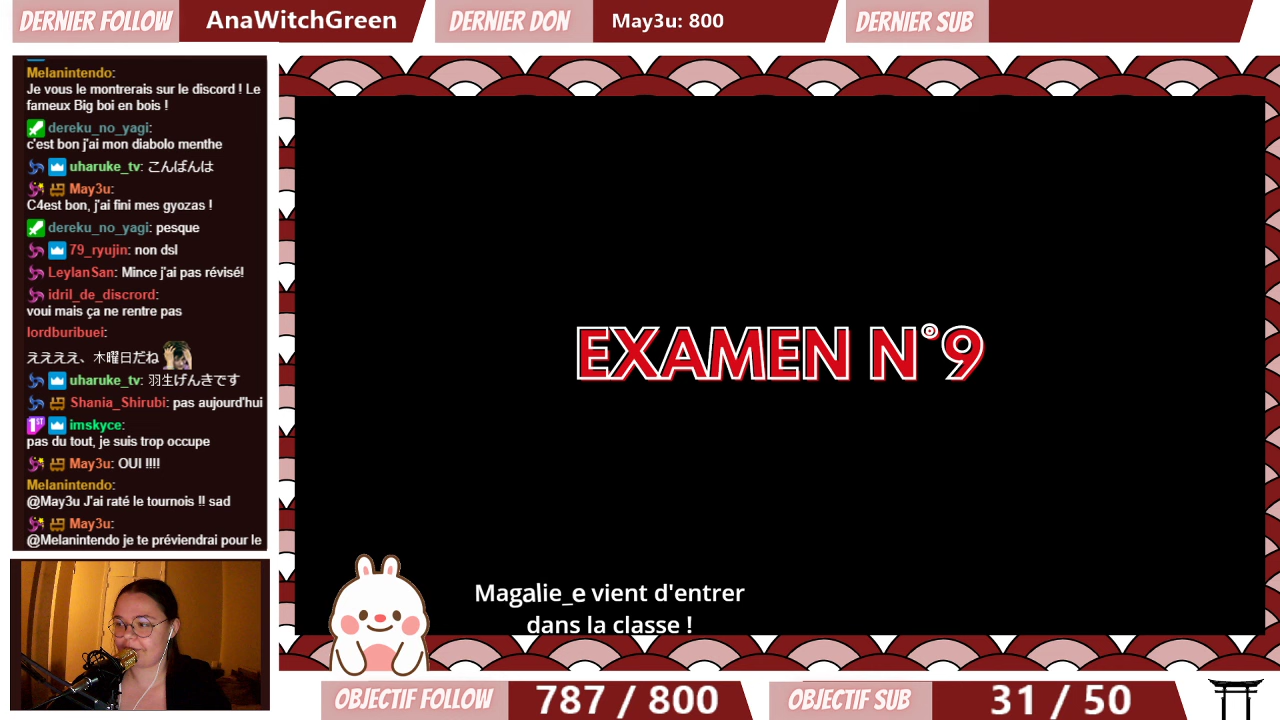 DERNIER FOLLOW
AnaWitchGreen
DERNIER DON
May3u: 800
DERNIER SUB
Melanintendo:
Je vous le montrerais sur le discord ! Le
fameux Big boi en bois !
dereku_no_yagi:
c'est bon j'ai mon diabolo menthe
uharuke_tv: こんばんは
May3u:
C4est bon, j'ai fini mes gyozas !
dereku_no_yagi: pesque
79_ryujin: non dsl
LeylanSan: Mince j'ai pas révisé!
idril_de_discrord:
voui mais ça ne rentre pas
lordburibuei:
ええええ、木曜日だね
uharuke_tv: 羽生げんきです
Shania_Shirubi: pas aujourd'hui
1ST imskyce:
pas du tout, je suis trop occupe
May3u: OUI !!!!
Melanintendo:
@May3u J'ai raté le tournois !! sad
May3u:
@Melanintendo je te préviendrai pour le
EXAMEN N°9
Magalie_e vient d'entrer
dans la classe !
OBJECTIF FOLLOW
787 / 800
OBJECTIF SUB
31 / 50